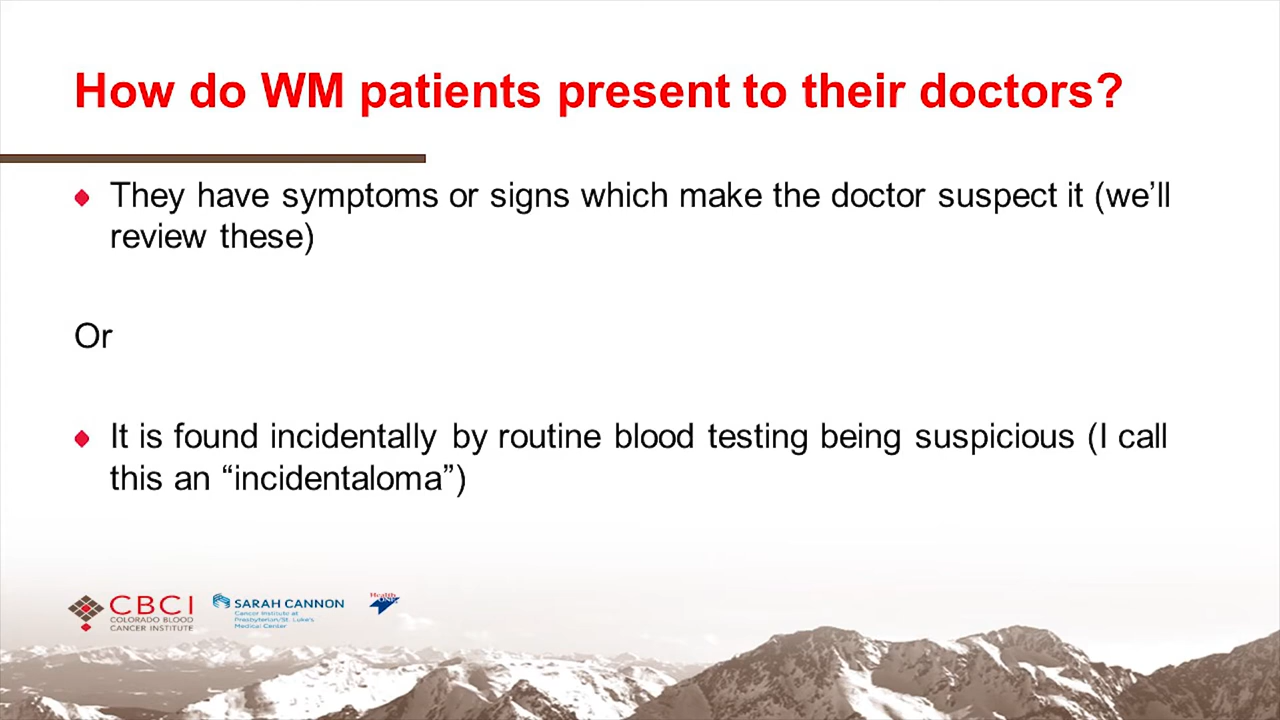 How do WM patients present to their doctors?
They have symptoms or signs which make the doctor suspect it (we’ll
review these)
Or
It is found incidentally by routine blood testing being suspicious (I call
this an “incidentaloma”)
CBCI
COLORADO BLOOD
CANCER INSTITUTE
SARAH CANNON
Cancer Institute at
Presbyterian/St. Luke's
Medical Center
Health
ONE